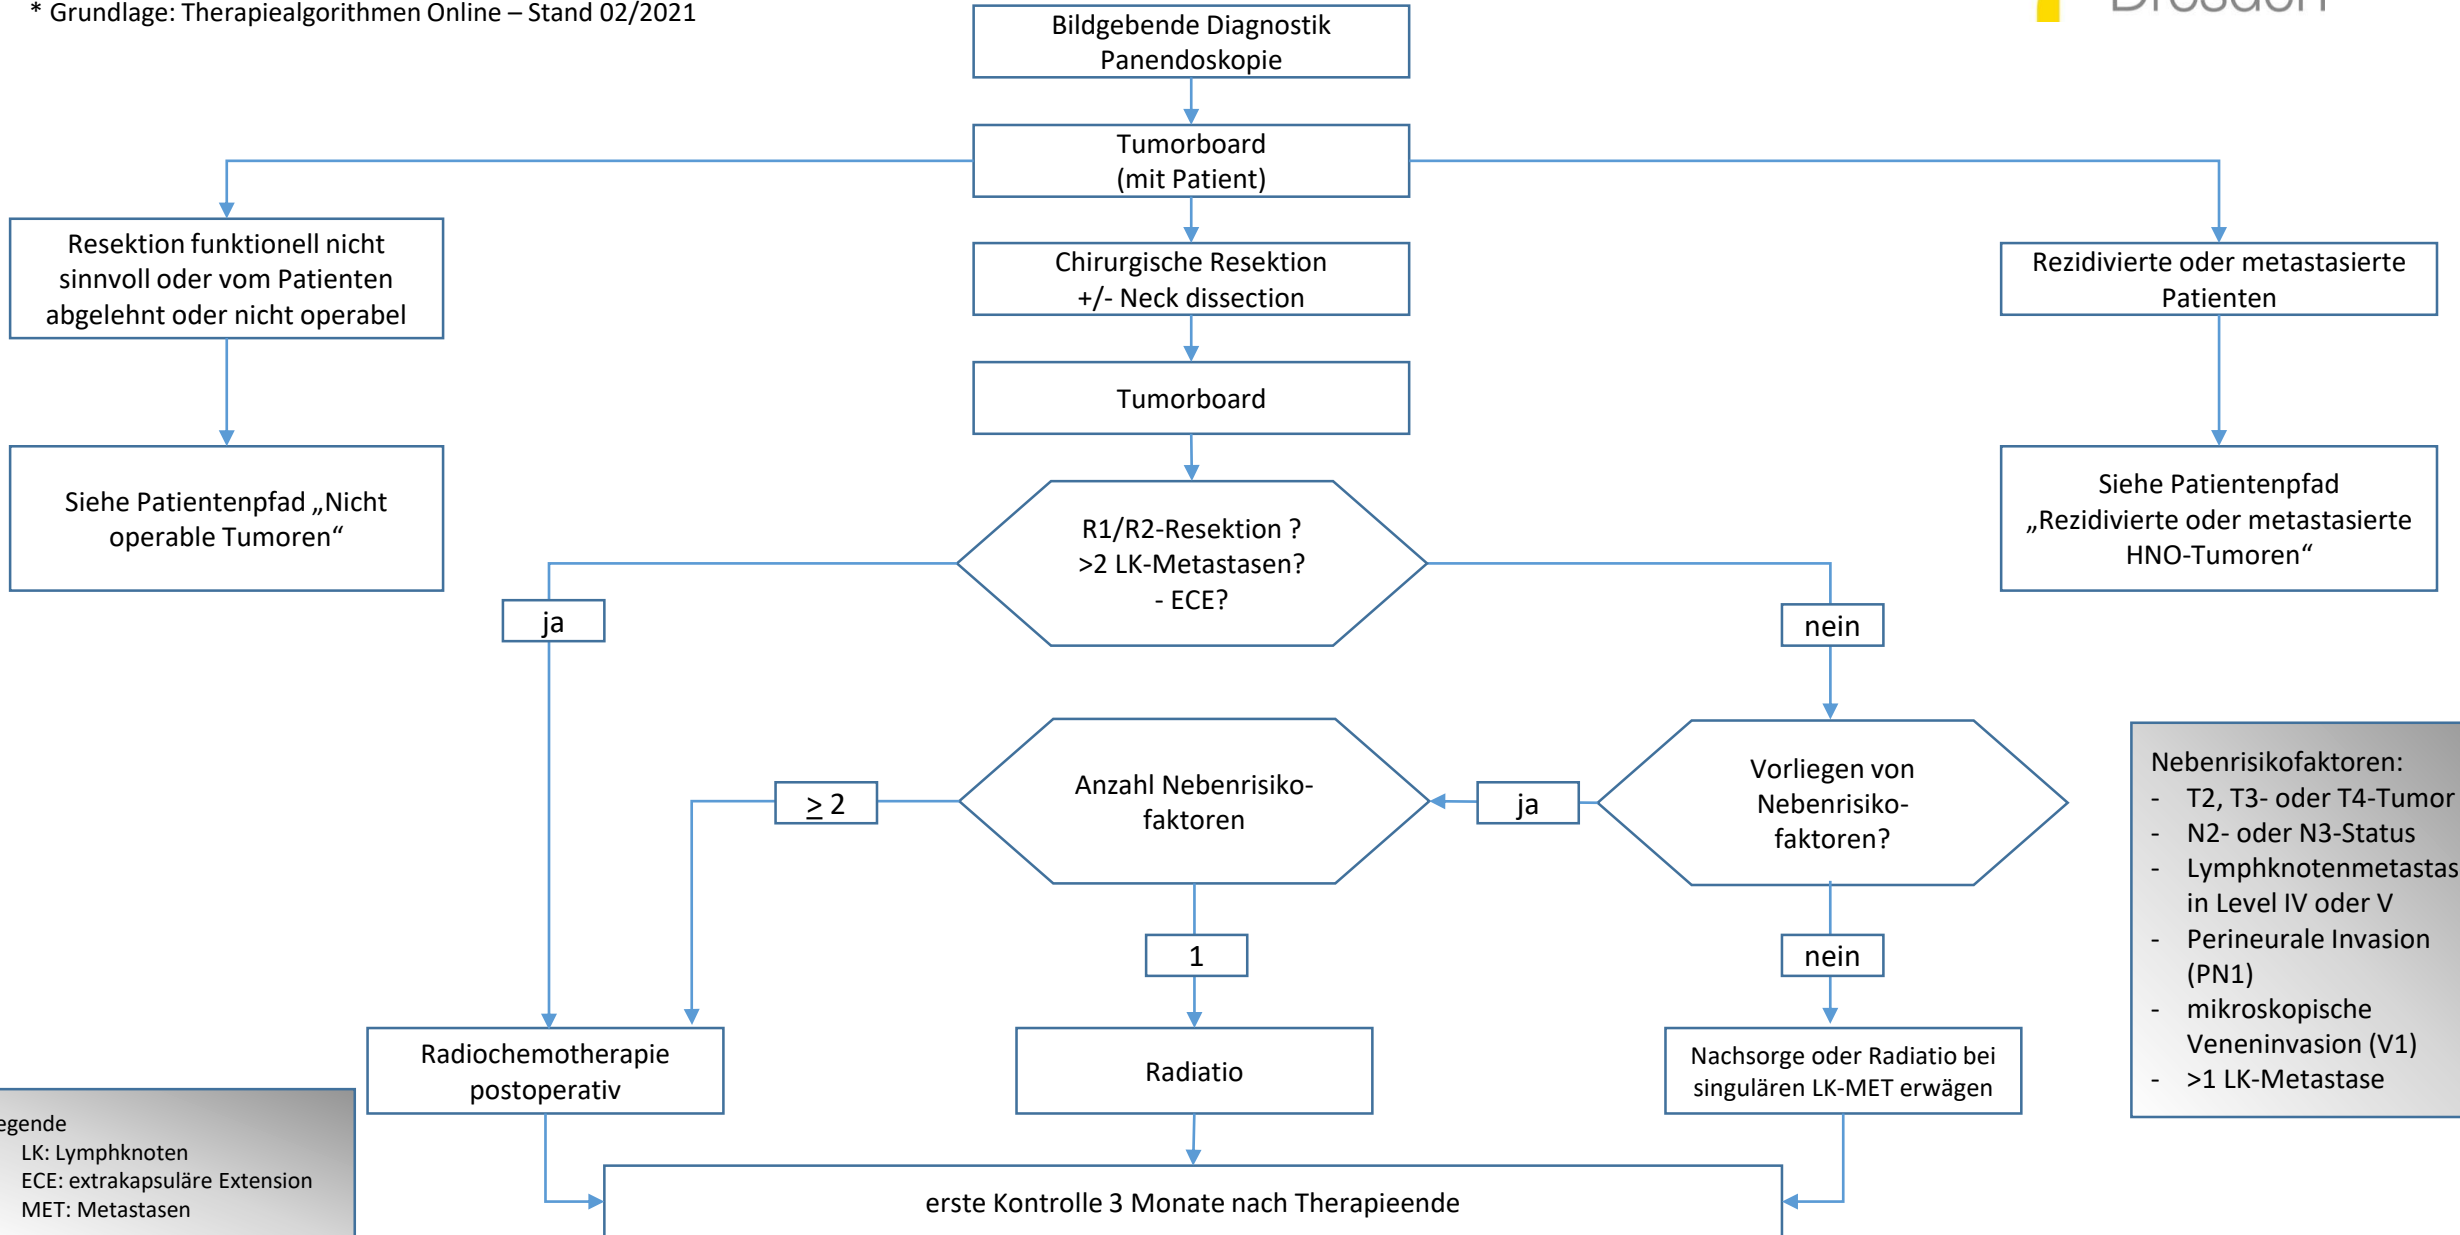 * Grundlage: Therapiealgorithmen Online – Stand 02/2021
Bildgebende Diagnostik
Panendoskopie
Tumorboard
(mit Patient)
Resektion funktionell nicht
sinnvoll oder vom Patienten
abgelehnt oder nicht operabel
Chirurgische Resektion
+/- Neck dissection
Rezidivierte oder metastasierte
Patienten
Tumorboard
Siehe Patientenpfad „Nicht
operable Tumoren“
R1/R2-Resektion ?
>2 LK-Metastasen?
- ECE?
Siehe Patientenpfad
„Rezidivierte oder metastasierte
HNO-Tumoren“
ja
nein
≥ 2
Anzahl Nebenrisiko-
faktoren
ja
Vorliegen von
Nebenrisiko-
faktoren?
Nebenrisikofaktoren:
- T2, T3- oder T4-Tumor
- N2- oder N3-Status
- Lymphknotenmetastas
in Level IV oder V
- Perineurale Invasion
(PN1)
- mikroskopische
Veneninvasion (V1)
- >1 LK-Metastase
1
nein
Radiochemotherapie
postoperativ
Radiatio
Nachsorge oder Radiatio bei
singulären LK-MET erwägen
egende
LK: Lymphknoten
ECE: extrakapsuläre Extension
MET: Metastasen
erste Kontrolle 3 Monate nach Therapieende